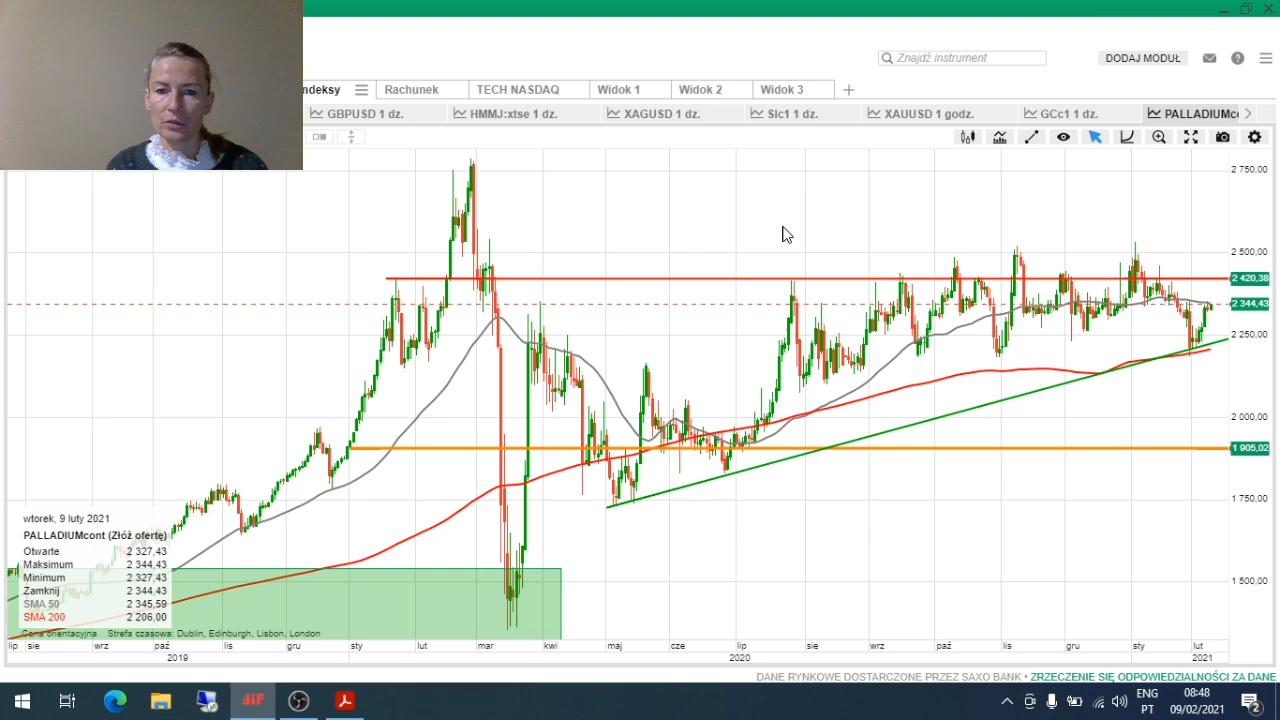 Znajdź instrument
DODAJ MODUŁ
ndeksy
Rachunek
TECH NASDAQ
Widok 1
Widok 2
Widok 3
GBPUSD 1 dz.
HMMJ:xtse 1 dz.
XAGUSD 1 dz.
SIc1 1 dz.
XAUUSD 1 godz.
GCc1 1 dz.
PALLADIUMco
2 750,00
2 500,00
2 420,38
2 344,43
2 250,00
2 000,00
1 905,02
1 750,00
1 500,00
wtorek, 9 luty 2021
PALLADIUMcont (Złóż ofertę)
Otwarte 2 327,43
Maksimum 2 344,43
Minimum 2 327,43
Zamknij 2 344,43
SMA 50 2 345,59
SMA 200 2 206,00
Cena orientacyjna Strefa czasowa: Dublin, Edinburgh, Lisbon, London
lip sie wrz paź lis gru sty lut mar kwi maj cze lip sie wrz paź lis gru sty lut
2019 2020 2021
DANE RYNKOWE DOSTARCZONE PRZEZ SAXO BANK • ZRZECZENIE SIĘ ODPOWIEDZIALNOŚCI ZA DANE
diF
ENG
PT
08:48
09/02/2021
2